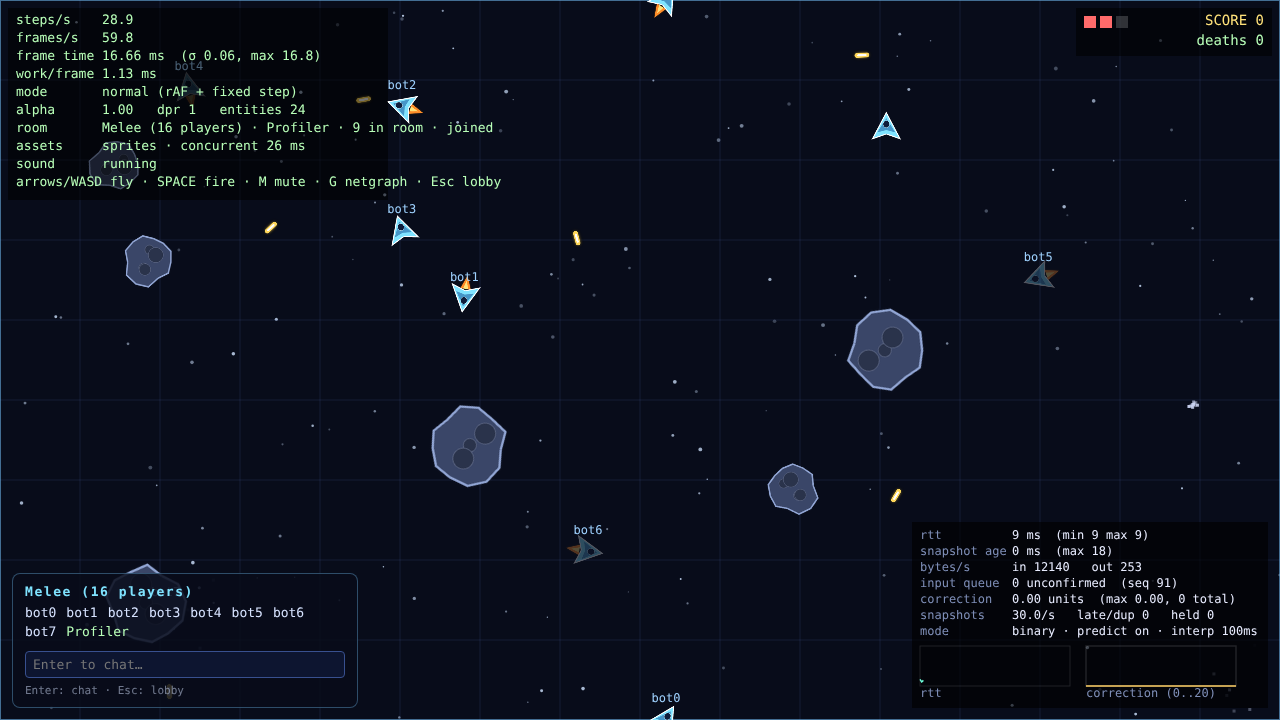 steps/s 28.9
frames/s 59.8
frame time 16.66 ms (σ 0.06, max 16.8)
work/frame 1.13 ms
mode normal (rAF + fixed step)
alpha 1.00 dpr 1 entities 24
room Melee (16 players) · Profiler · 9 in room · joined
assets sprites · concurrent 26 ms
sound running
arrows/WASD fly · SPACE fire · M mute · G netgraph · Esc lobby
SCORE 0
deaths 0
bot4
bot2
bot3
bot1
bot5
bot6
bot0
Melee (16 players)
bot0 bot1 bot2 bot3 bot4 bot5 bot6
bot7 Profiler
Enter to chat…
Enter: chat · Esc: lobby
rtt 9 ms (min 9 max 9)
snapshot age 0 ms (max 18)
bytes/s in 12140 out 253
input queue 0 unconfirmed (seq 91)
correction 0.00 units (max 0.00, 0 total)
snapshots 30.0/s late/dup 0 held 0
mode binary · predict on · interp 100ms
rtt correction (0..20)